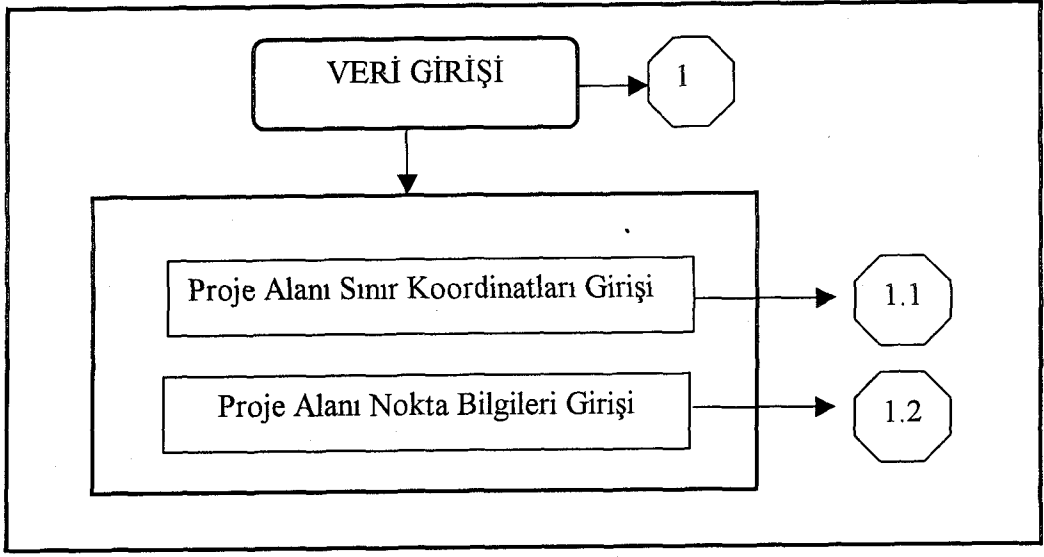 VERİ GİRİŞİ
1
Proje Alanı Sınır Koordinatları Girişi
1.1
Proje Alanı Nokta Bilgileri Girişi
1.2